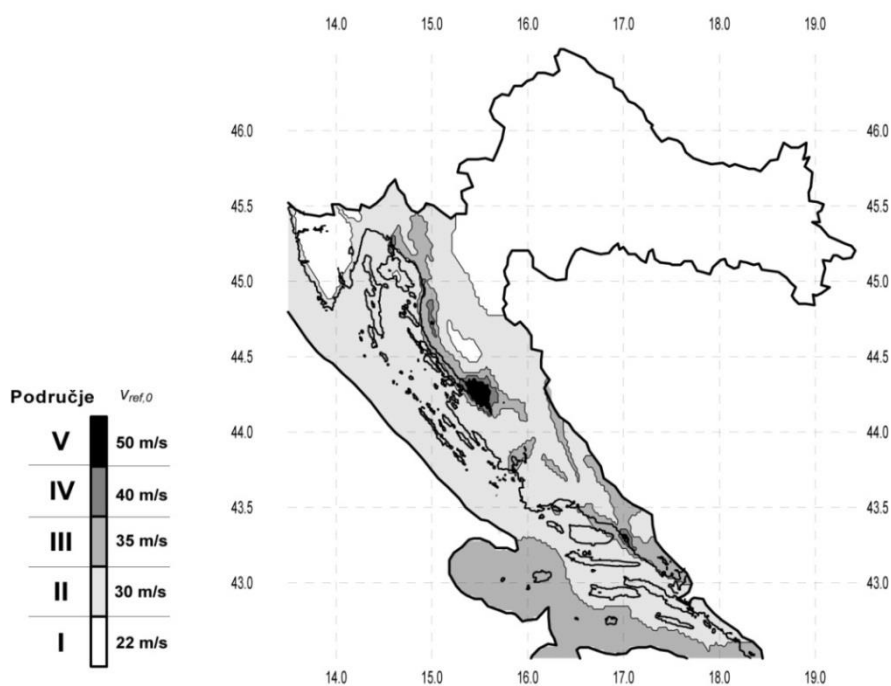 14.0 15.0 16.0 17.0 18.0 19.0
46.0 46.0
45.5 45.5
45.0 45.0
44.5 44.5
44.0 44.0
43.5 43.5
43.0 43.0
14.0 15.0 16.0 17.0 18.0 19.0
Područje vref,0
V 50 m/s
IV 40 m/s
III 35 m/s
II 30 m/s
I 22 m/s